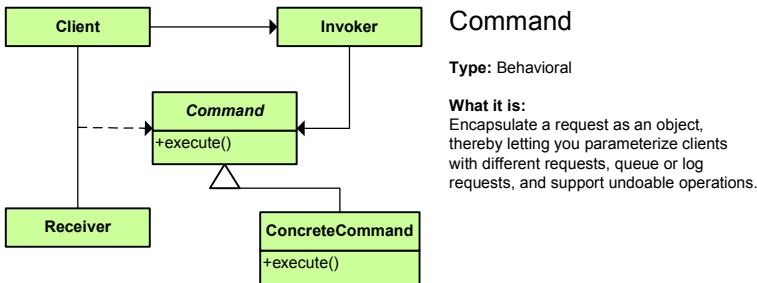 Client
Invoker
Command
+execute()
Receiver
ConcreteCommand
+execute()
Command
Type: Behavioral
What it is:
Encapsulate a request as an object,
thereby letting you parameterize clients
with different requests, queue or log
requests, and support undoable operations.